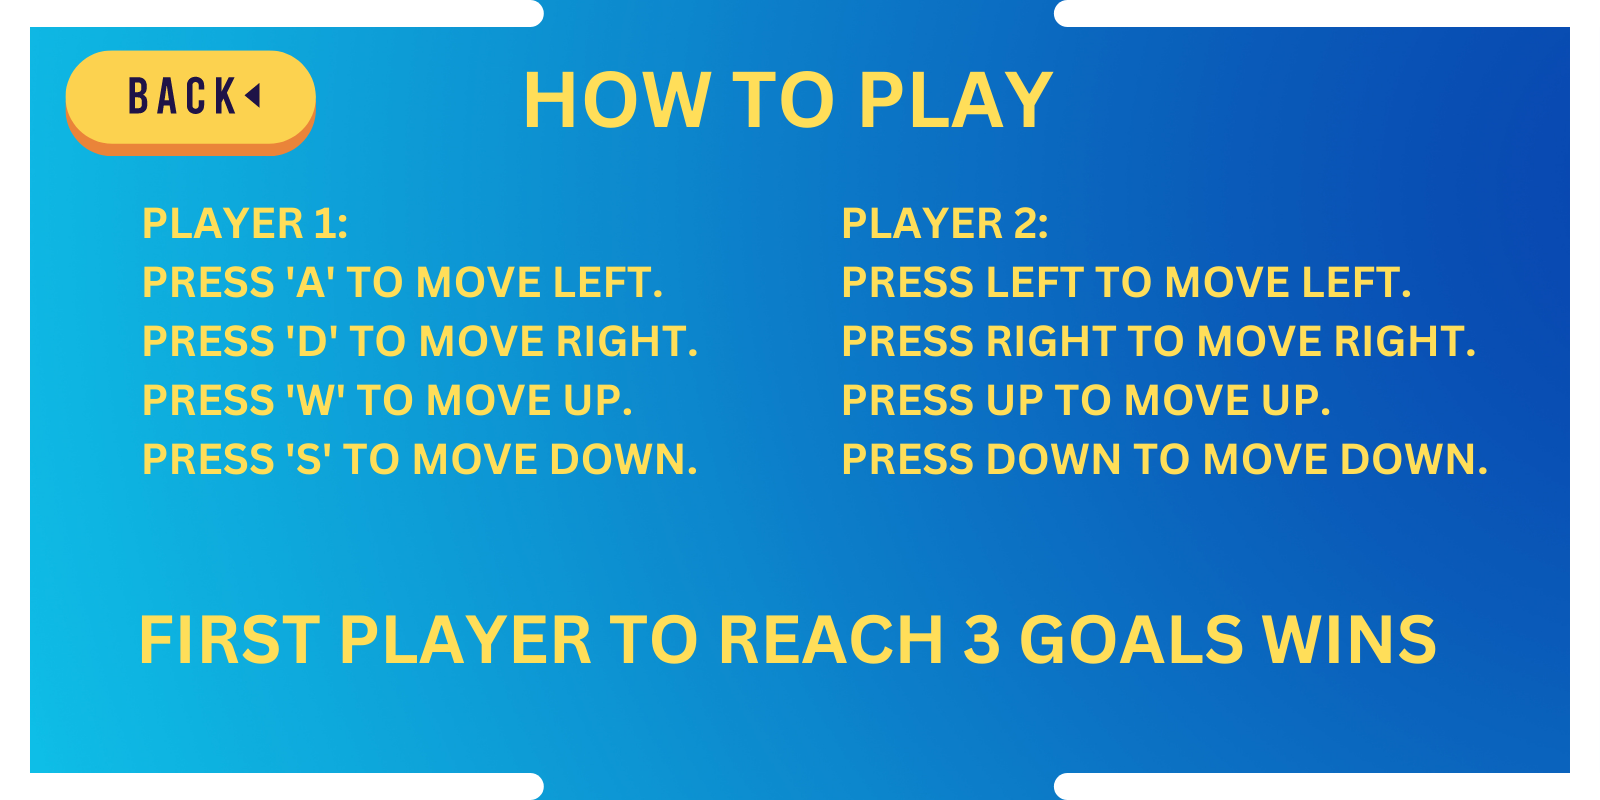 BACK
HOW TO PLAY
PLAYER 1:
PRESS 'A' TO MOVE LEFT.
PRESS 'D' TO MOVE RIGHT.
PRESS 'W' TO MOVE UP.
PRESS 'S' TO MOVE DOWN.
PLAYER 2:
PRESS LEFT TO MOVE LEFT.
PRESS RIGHT TO MOVE RIGHT.
PRESS UP TO MOVE UP.
PRESS DOWN TO MOVE DOWN.
FIRST PLAYER TO REACH 3 GOALS WINS